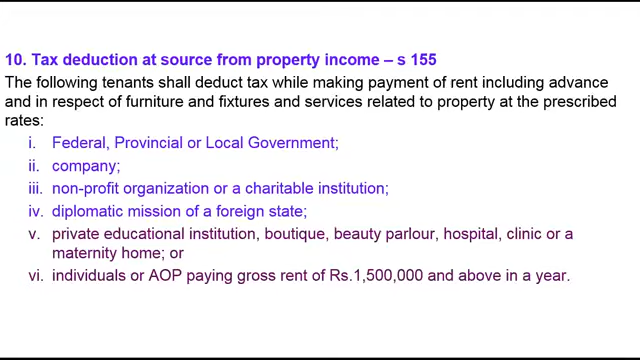 10. Tax deduction at source from property income – s 155
The following tenants shall deduct tax while making payment of rent including advance
and in respect of furniture and fixtures and services related to property at the prescribed
rates:
i. Federal, Provincial or Local Government;
ii. company;
iii. non-profit organization or a charitable institution;
iv. diplomatic mission of a foreign state;
v. private educational institution, boutique, beauty parlour, hospital, clinic or a
maternity home; or
vi. individuals or AOP paying gross rent of Rs.1,500,000 and above in a year.